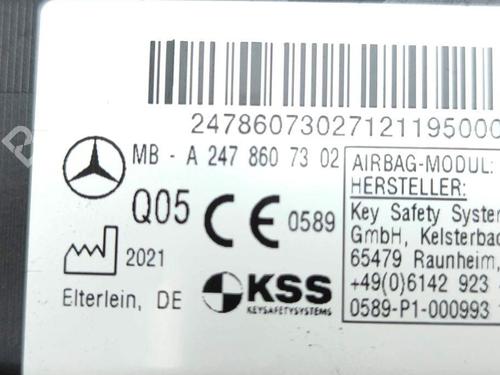 24786073027121195000
MB - A 247 860 73 02
Q05 CE 0589
2021
Elterlein, DE
KSS
KEYSAFETYSYSTEMS
AIRBAG-MODUL:
HERSTELLER:
Key Safety System
GmbH, Kelsterbac
65479 Raunheim,
+49(0)6142 923
0589-P1-000993